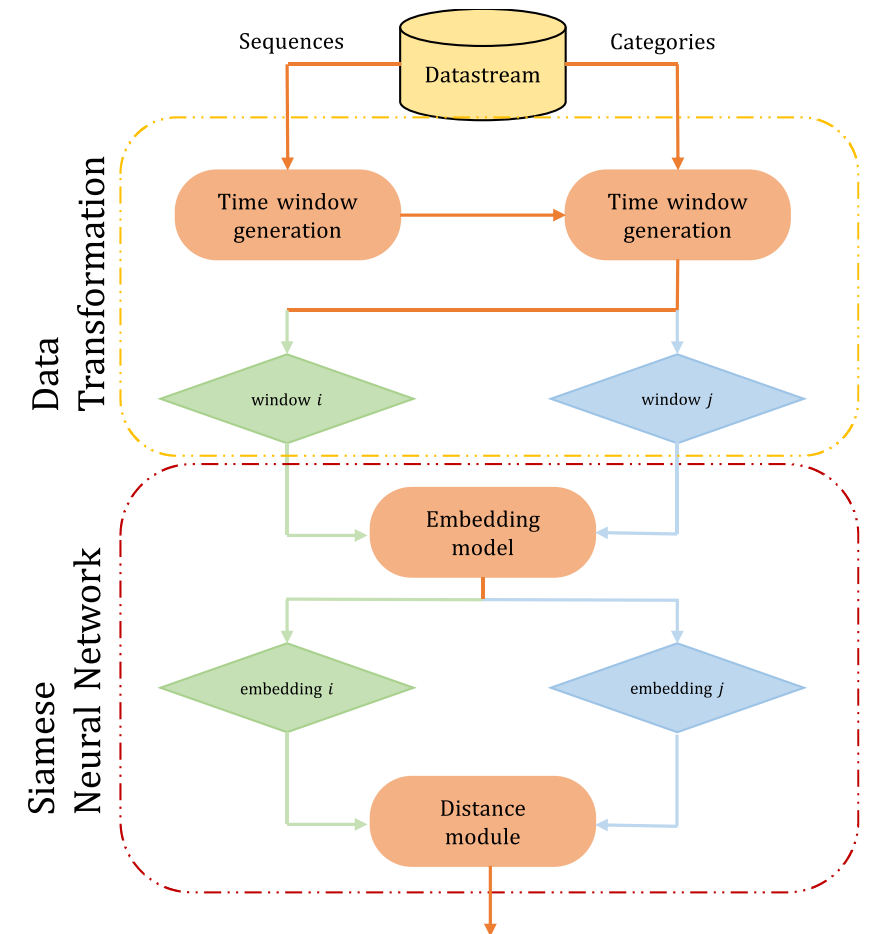 Sequences
Categories
Datastream
Data
Transformation
Time window
generation
Time window
generation
window i
window j
Siamese
Neural Network
Embedding
model
embedding i
embedding j
Distance
module